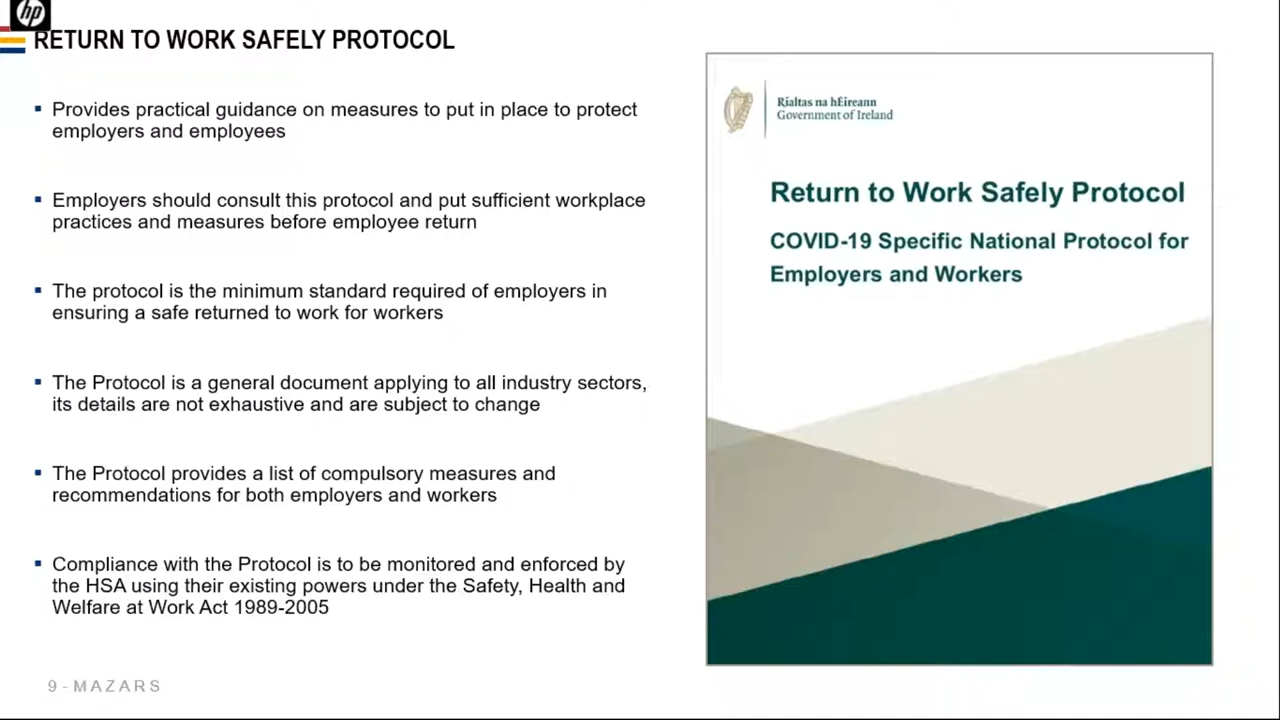 hp
RETURN TO WORK SAFELY PROTOCOL
Provides practical guidance on measures to put in place to protect
employers and employees
Employers should consult this protocol and put sufficient workplace
practices and measures before employee return
The protocol is the minimum standard required of employers in
ensuring a safe returned to work for workers
The Protocol is a general document applying to all industry sectors,
its details are not exhaustive and are subject to change
The Protocol provides a list of compulsory measures and
recommendations for both employers and workers
Compliance with the Protocol is to be monitored and enforced by
the HSA using their existing powers under the Safety, Health and
Welfare at Work Act 1989-2005
9 - MAZARS
Rialtas na hÉireann
Government of Ireland
Return to Work Safely Protocol
COVID-19 Specific National Protocol for
Employers and Workers